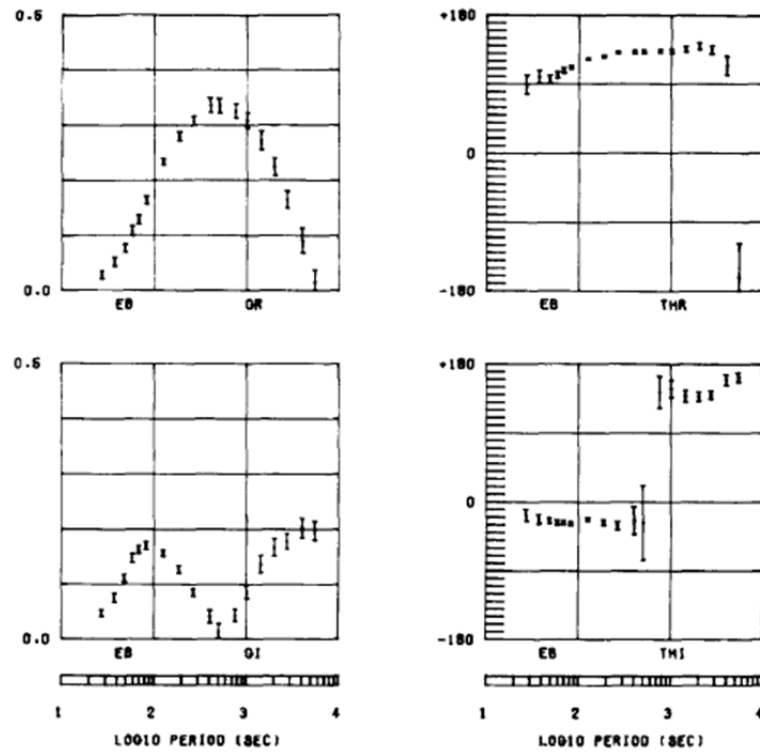 0.5
0.0
EB GR
+180
0
-180
EB THR
0.5
0.0
EB GI
1 2 3 4
LOG10 PERIOD (SEC)
+180
0
-180
EB THI
1 2 3 4
LOG10 PERIOD (SEC)